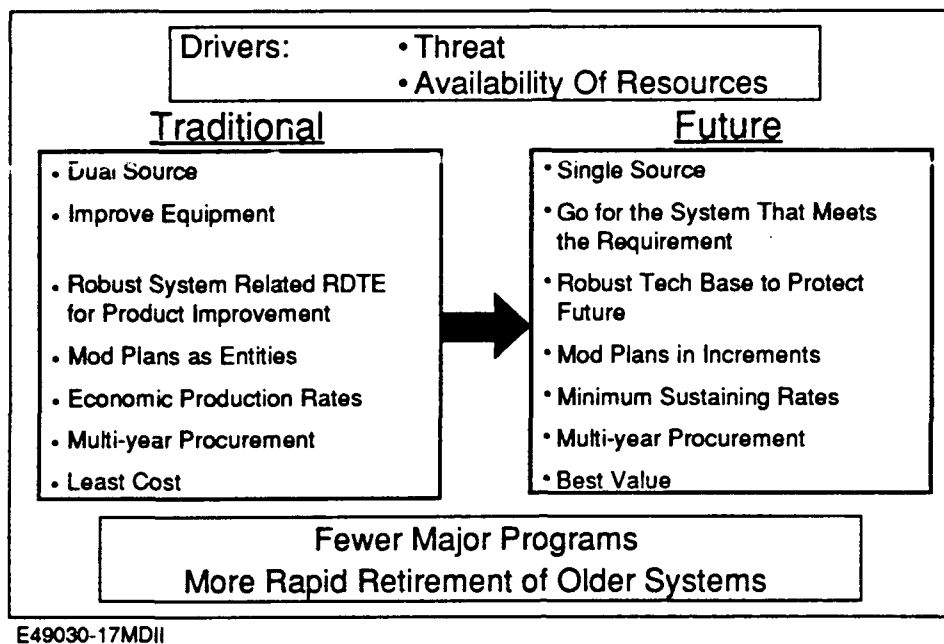 Drivers: • Threat
• Availability Of Resources
Traditional
• Dual Source
• Improve Equipment
• Robust System Related RDTE
for Product Improvement
• Mod Plans as Entities
• Economic Production Rates
• Multi-year Procurement
• Least Cost
Future
• Single Source
• Go for the System That Meets
the Requirement
• Robust Tech Base to Protect
Future
• Mod Plans in Increments
• Minimum Sustaining Rates
• Multi-year Procurement
• Best Value
Fewer Major Programs
More Rapid Retirement of Older Systems
E49030-17MDII